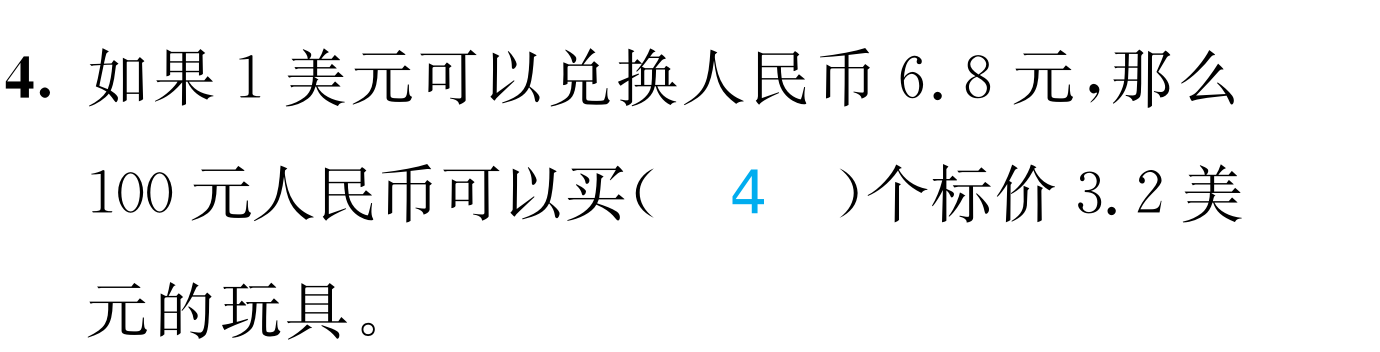 4. 如果 1 美元可以兑换人民币 6.8 元,那么
100 元人民币可以买( 4 )个标价 3.2 美
元的玩具。